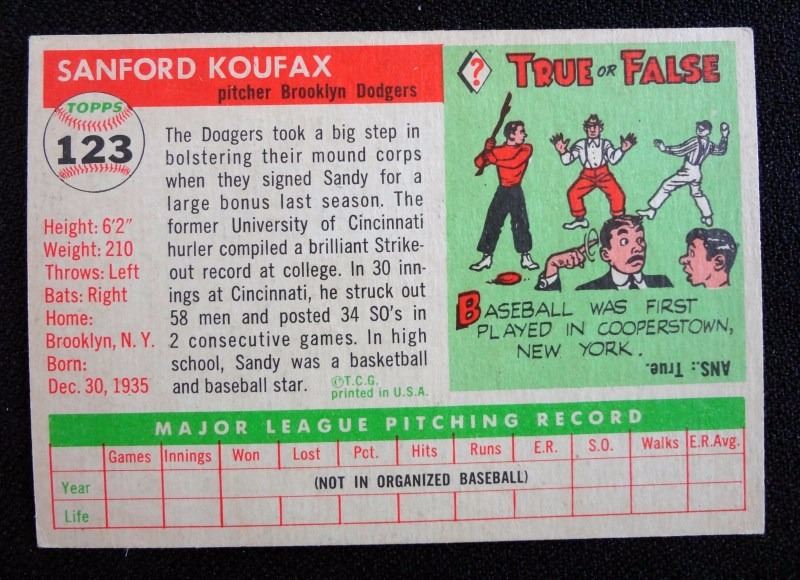 SANFORD KOUFAX
pitcher Brooklyn Dodgers
TOPPS
123
Height: 6'2"
Weight: 210
Throws: Left
Bats: Right
Home:
Brooklyn, N. Y.
Born:
Dec. 30, 1935
The Dodgers took a big step in
bolstering their mound corps
when they signed Sandy for a
large bonus last season. The
former University of Cincinnati
hurler compiled a brilliant Strike-
out record at college. In 30 inn-
ings at Cincinnati, he struck out
58 men and posted 34 SO's in
2 consecutive games. In high
school, Sandy was a basketball
and baseball star.
©T.C.G.
printed in U.S.A.
?
TRUE OR FALSE
BASEBALL WAS FIRST
PLAYED IN COOPERSTOWN,
NEW YORK.
ANS.: True.
MAJOR LEAGUE PITCHING RECORD
Games Innings Won Lost Pct. Hits Runs E.R. S.O. Walks E.R.Avg.
Year (NOT IN ORGANIZED BASEBALL)
Life